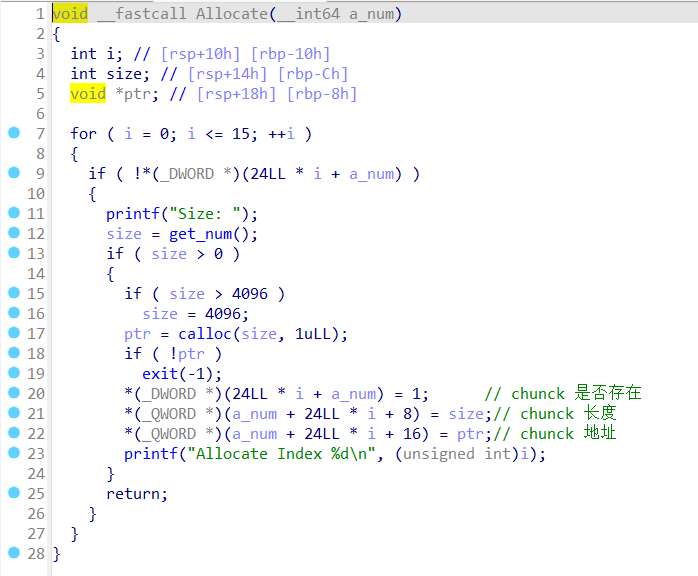 1 void __fastcall Allocate(__int64 a_num)
2 {
3   int i; // [rsp+10h] [rbp-10h]
4   int size; // [rsp+14h] [rbp-Ch]
5   void *ptr; // [rsp+18h] [rbp-8h]
6
7   for ( i = 0; i <= 15; ++i )
8   {
9     if ( !*(_DWORD *)(24LL * i + a_num) )
10     {
11       printf("Size: ");
12       size = get_num();
13       if ( size > 0 )
14       {
15         if ( size > 4096 )
16           size = 4096;
17         ptr = calloc(size, 1uLL);
18         if ( !ptr )
19           exit(-1);
20         *(_DWORD *)(24LL * i + a_num) = 1;      // chunck 是否存在
21         *(_QWORD *)(a_num + 24LL * i + 8) = size;// chunck 长度
22         *(_QWORD *)(a_num + 24LL * i + 16) = ptr;// chunck 地址
23         printf("Allocate Index %d\n", (unsigned int)i);
24       }
25       return;
26     }
27   }
28 }